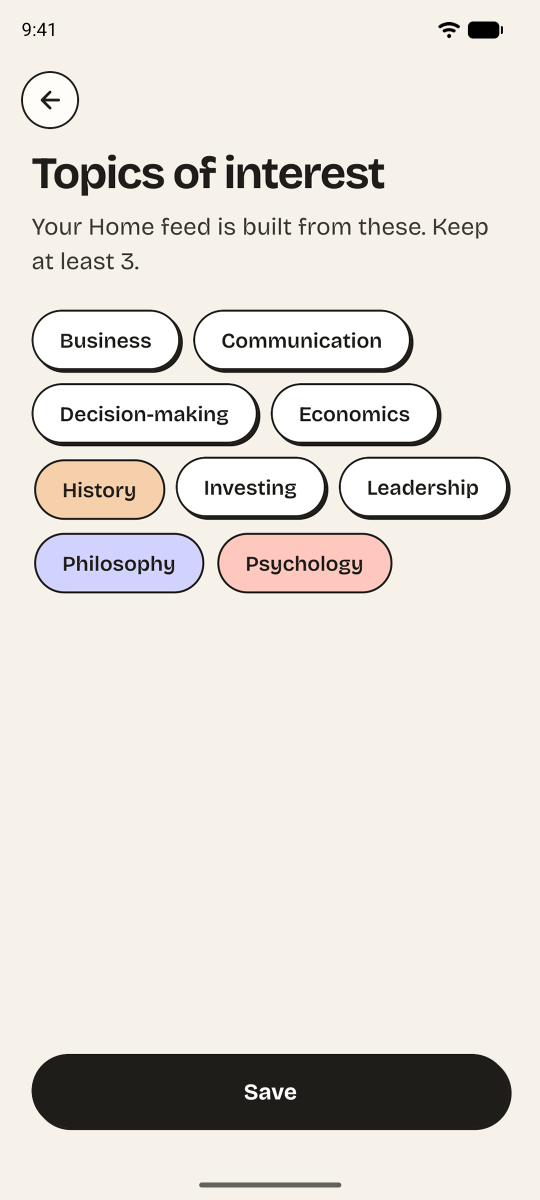 9:41
Topics of interest
Your Home feed is built from these. Keep
at least 3.
Business Communication
Decision-making Economics
History Investing Leadership
Philosophy Psychology
Save